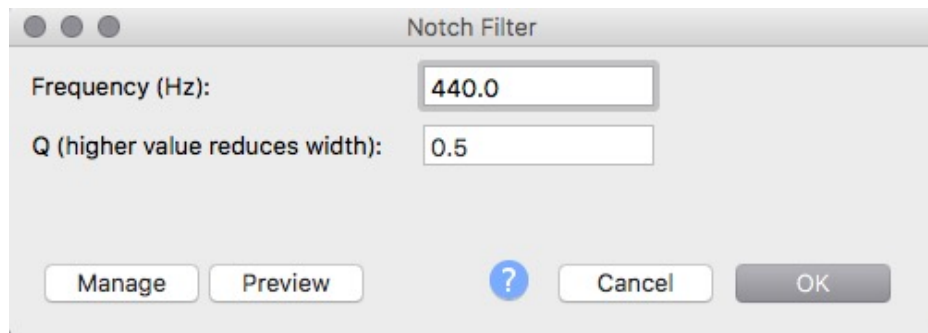 Notch Filter
Frequency (Hz): 440.0
Q (higher value reduces width): 0.5
Manage Preview ? Cancel OK